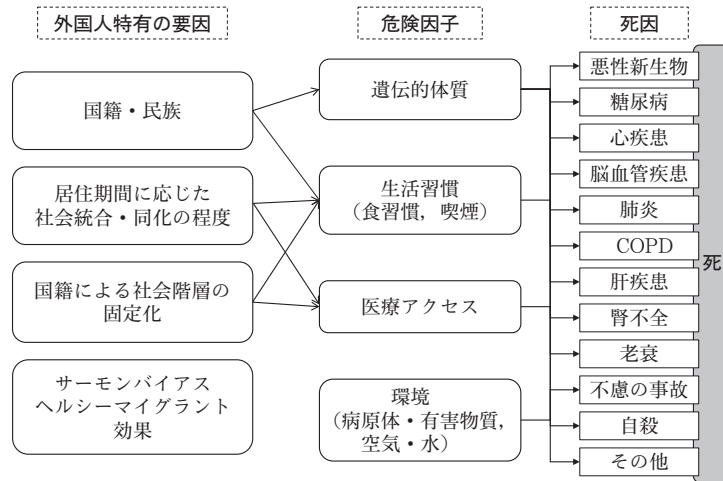 外国人特有の要因
危険因子
死因
国籍・民族
居住期間に応じた
社会統合・同化の程度
国籍による社会階層の
固定化
サーモンバイアス
ヘルシーマイグラント
効果
遺伝的体質
生活習慣
（食習慣，喫煙）
医療アクセス
環境
（病原体・有害物質，
空気・水）
悪性新生物
糖尿病
心疾患
脳血管疾患
肺炎
COPD
肝疾患
腎不全
老衰
不慮の事故
自殺
その他
死